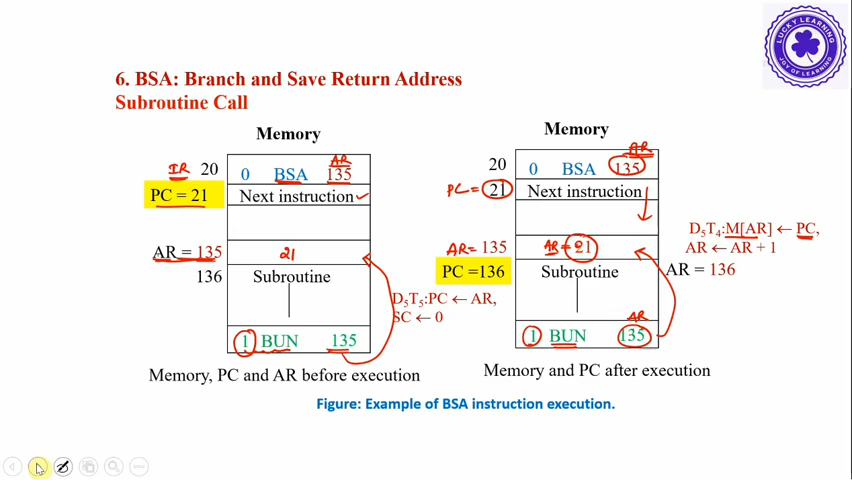 LUCKY LEARNING
JOY OF LEARNING
6. BSA: Branch and Save Return Address
Subroutine Call
Memory
IR 20
AR
0 BSA 135
PC = 21
Next instruction
AR = 135
21
136
Subroutine
D5T5:PC ← AR,
SC ← 0
1 BUN 135
Memory, PC and AR before execution
Memory
20
AR
0 BSA 135
PC = 21
Next instruction
AR = 135
21
PC =136
Subroutine
AR
1 BUN 135
D5T4:M[AR] ← PC,
AR ← AR + 1
AR = 136
Memory and PC after execution
Figure: Example of BSA instruction execution.